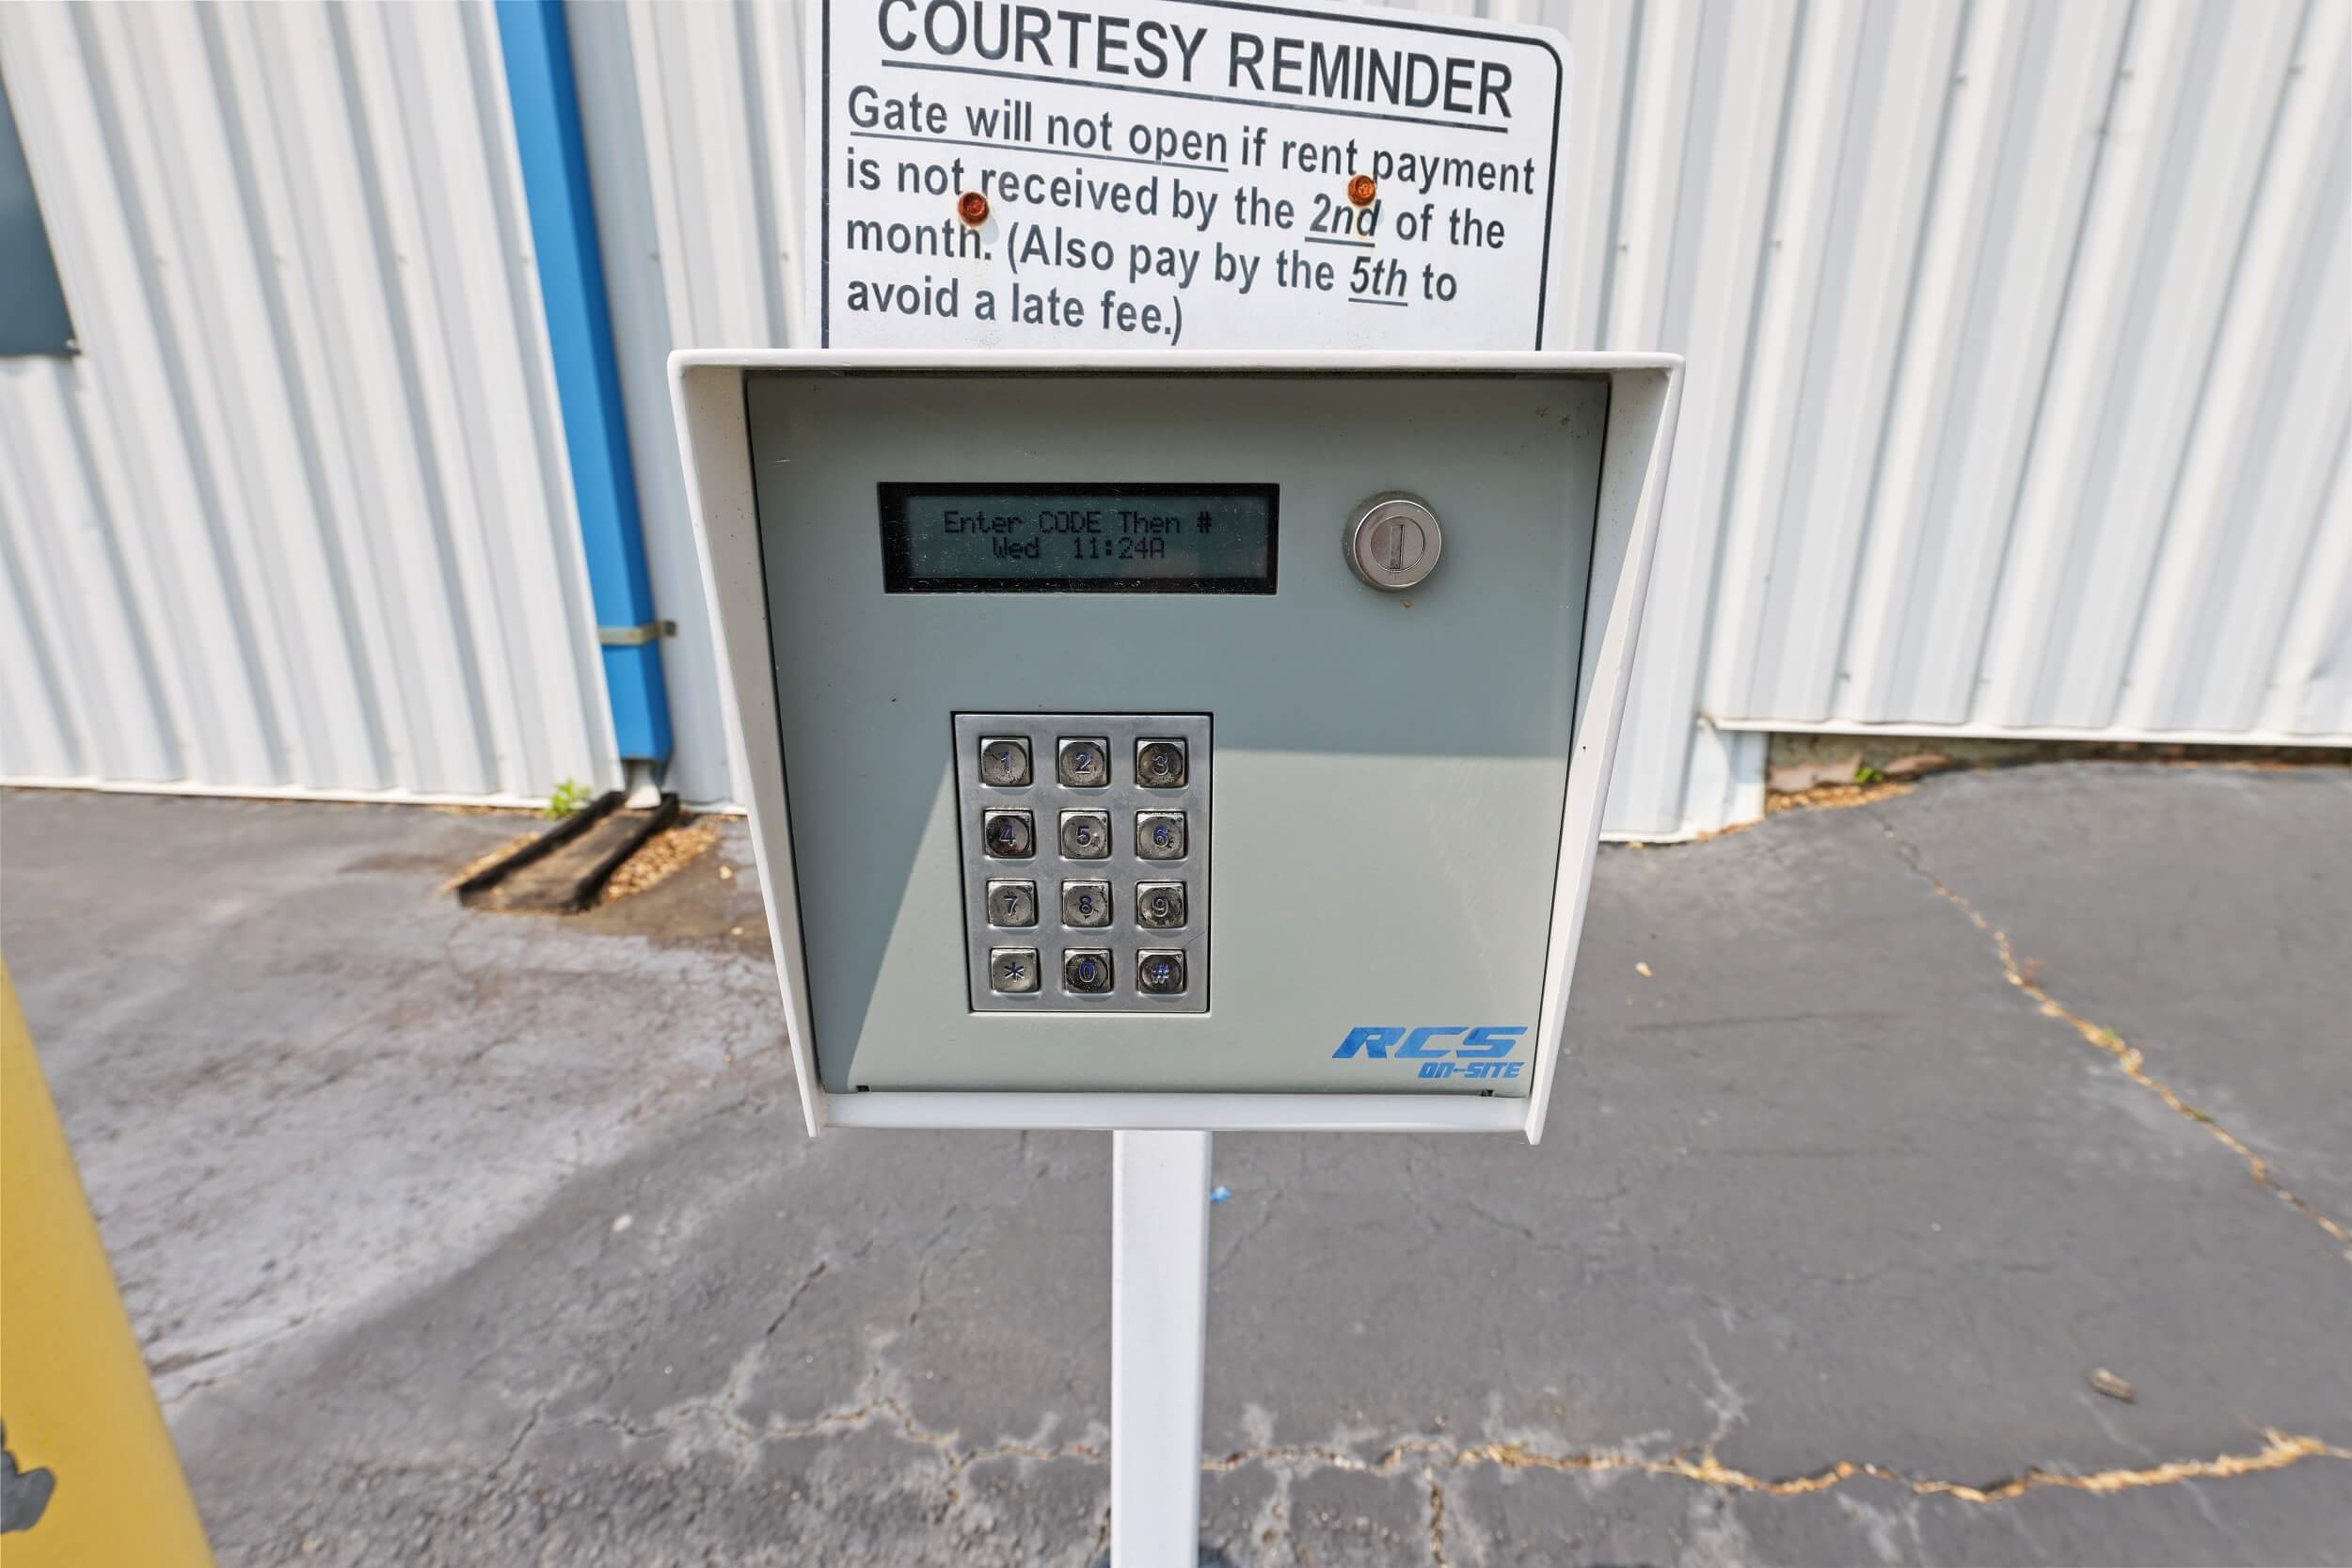 COURTESY REMINDER
Gate will not open if rent payment
is not received by the 2nd of the
month. (Also pay by the 5th to
avoid a late fee.)
Enter CODE Then #
Wed 11:24A
1 2 3
4 5 6
7 8 9
* 0 #
RCS
ON-SITE